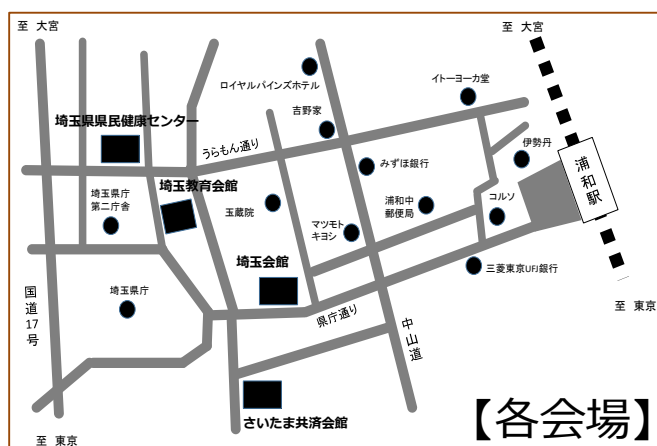 至 大宮
至 大宮
ロイヤルパインズホテル
イトーヨーカ堂
吉野家
埼玉県県民健康センター
うらもん通り
伊勢丹
みずほ銀行
浦和駅
埼玉教育会館
埼玉県庁
第二庁舎
玉蔵院
浦和中
郵便局
コルソ
マツモト
キヨシ
埼玉会館
三菱東京UFJ銀行
国道17号
埼玉県庁
県庁通り
中山道
至 東京
さいたま共済会館
【各会場】
至 東京